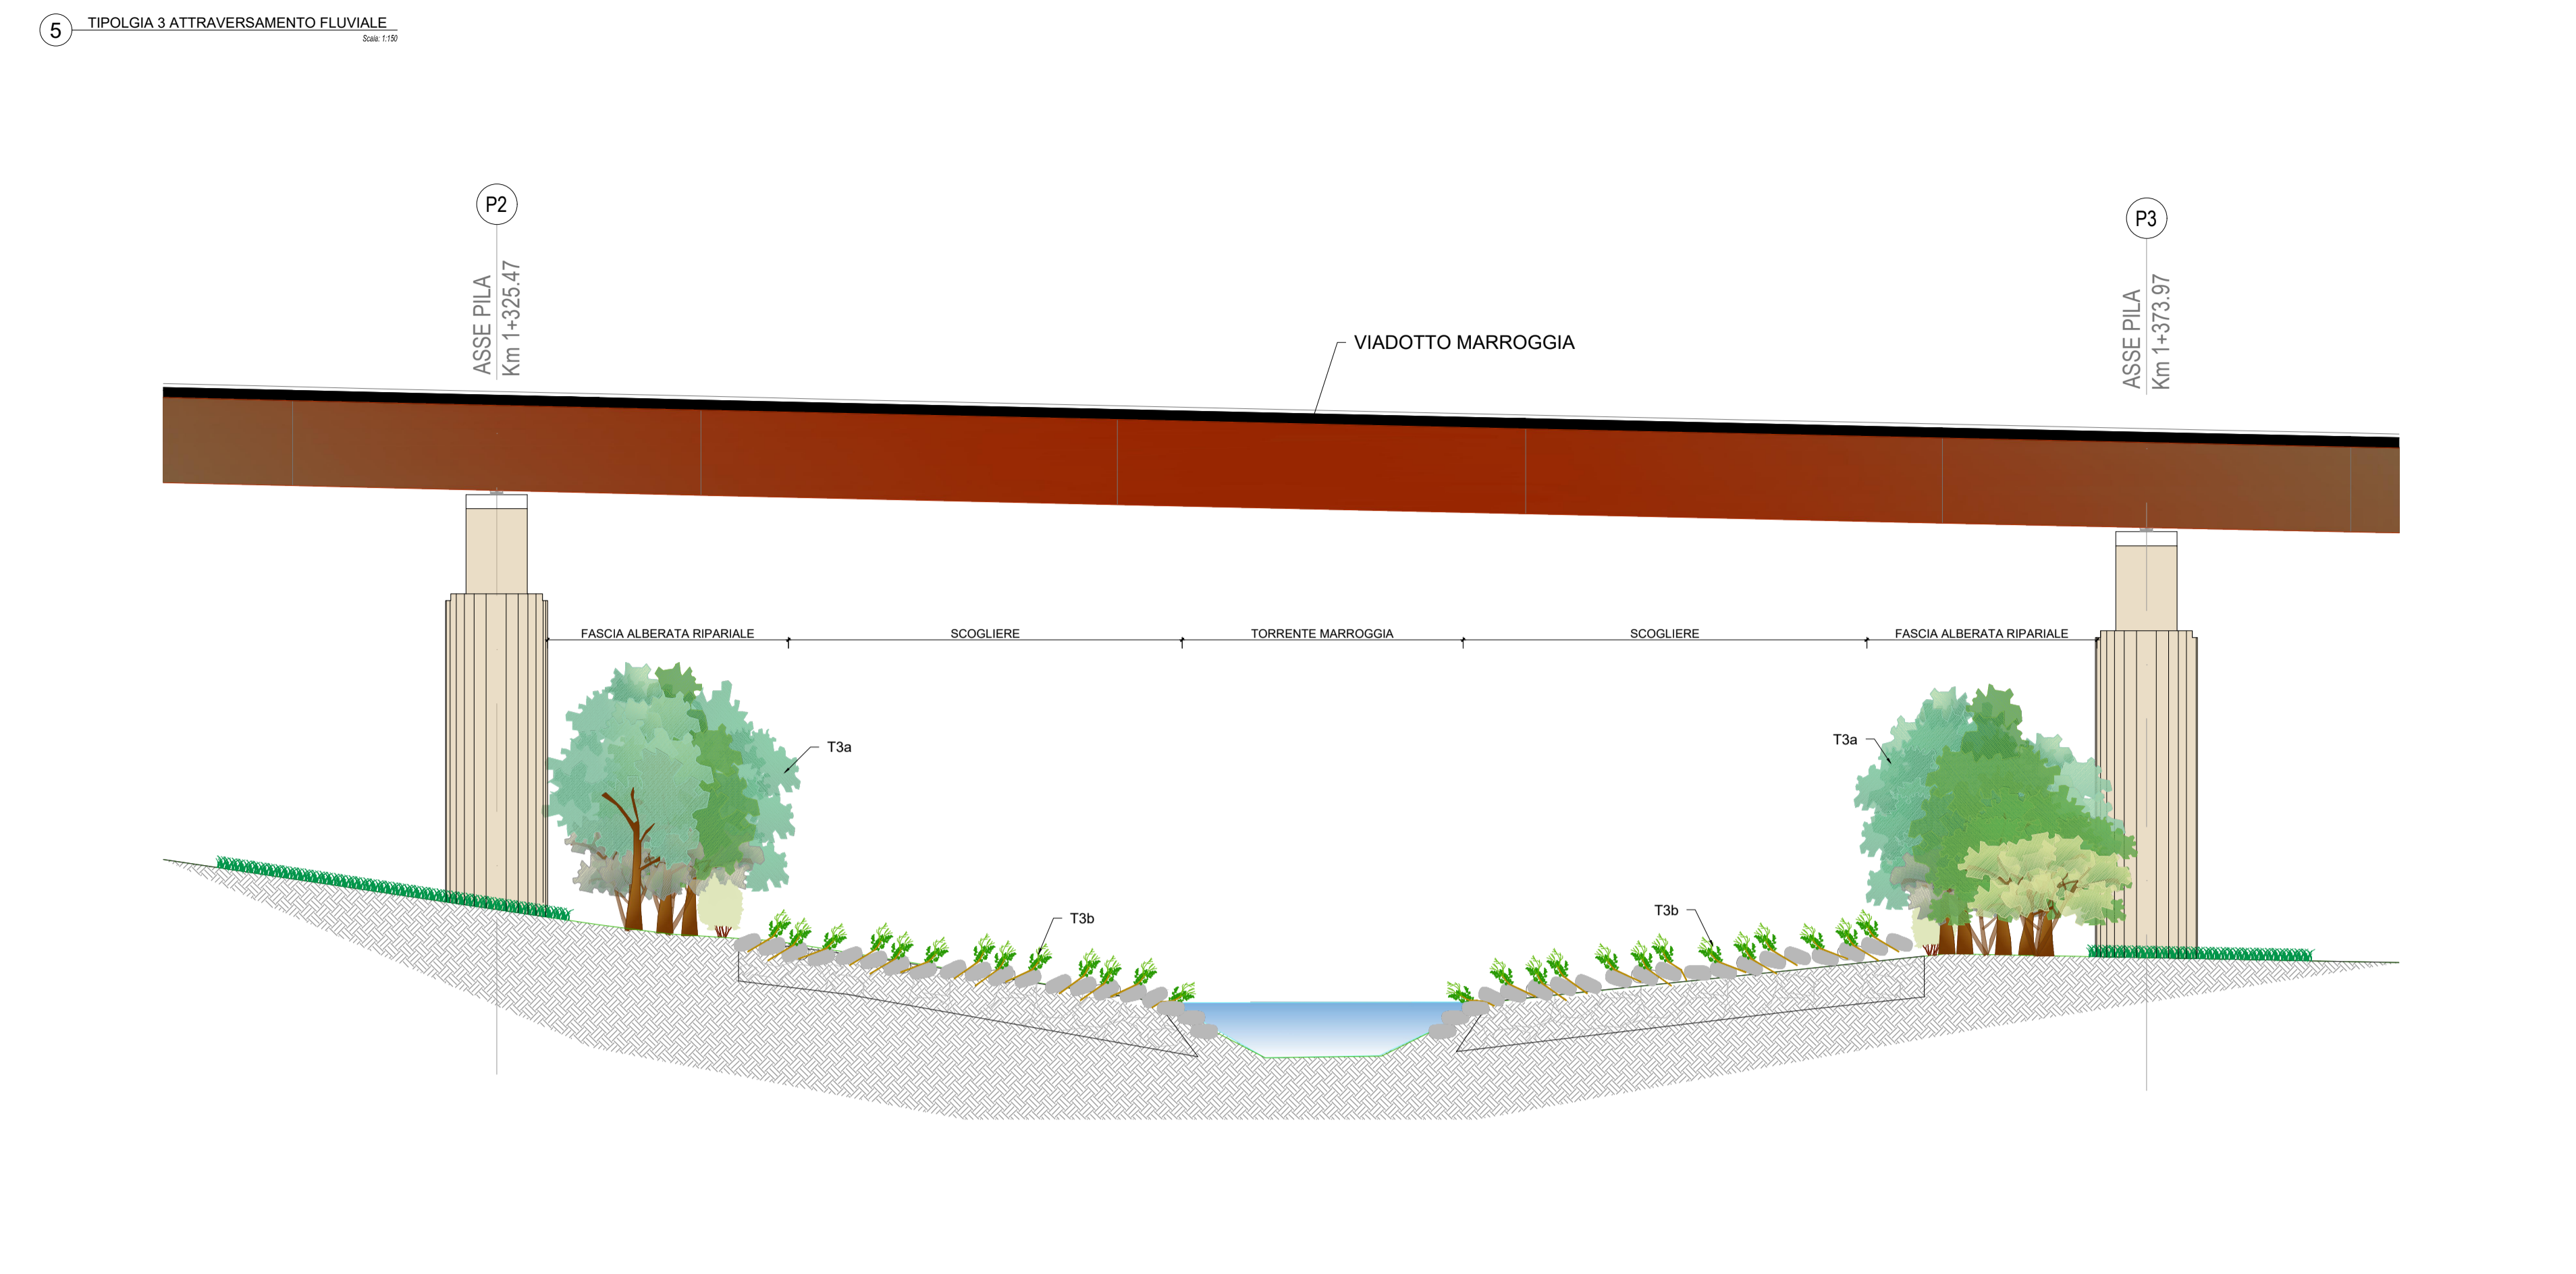 5 TIPOLGIA 3 ATTRAVERSAMENTO FLUVIALE
Scala: 1:150
P2
P3
ASSE PILA
Km 1+325.47
ASSE PILA
Km 1+373.97
VIADOTTO MARROGGIA
FASCIA ALBERATA RIPARIALE SCOGLIERE TORRENTE MARROGGIA SCOGLIERE FASCIA ALBERATA RIPARIALE
T3a
T3a
T3b
T3b